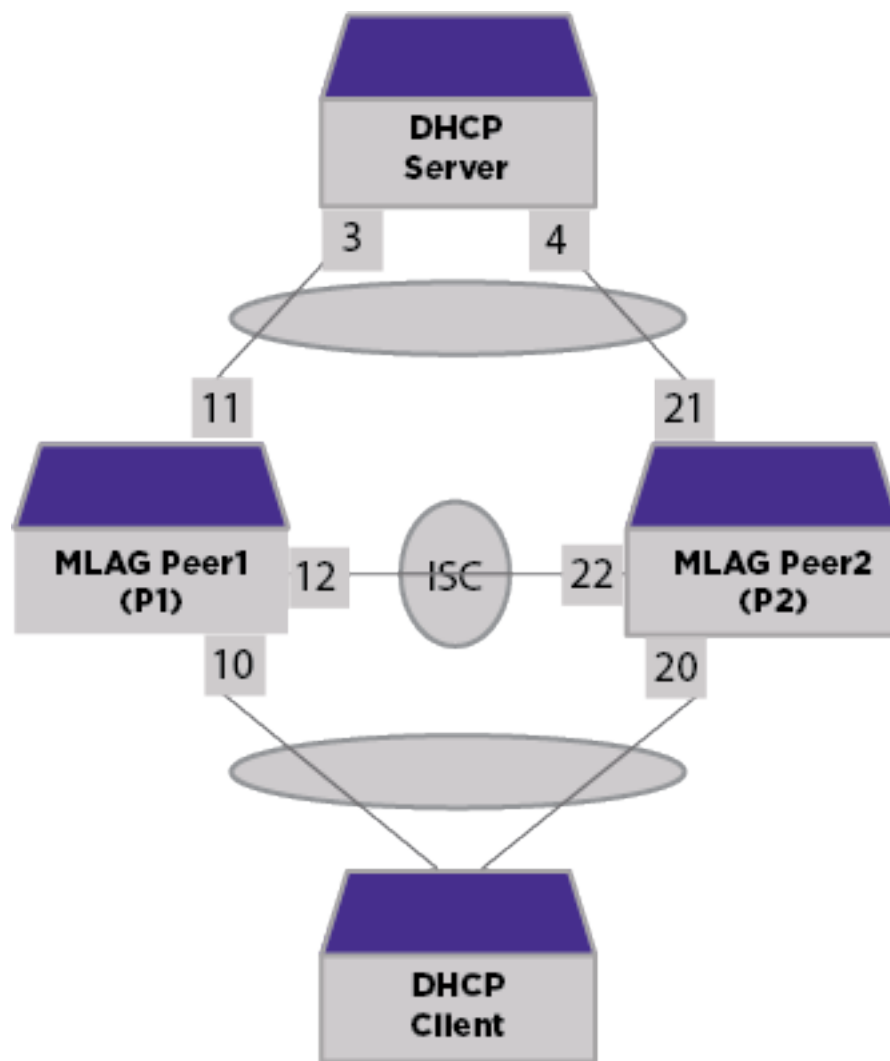 DHCP
Server
3
4
11
21
MLAG Peer1
(P1)
12
ISC
22
MLAG Peer2
(P2)
10
20
DHCP
Client